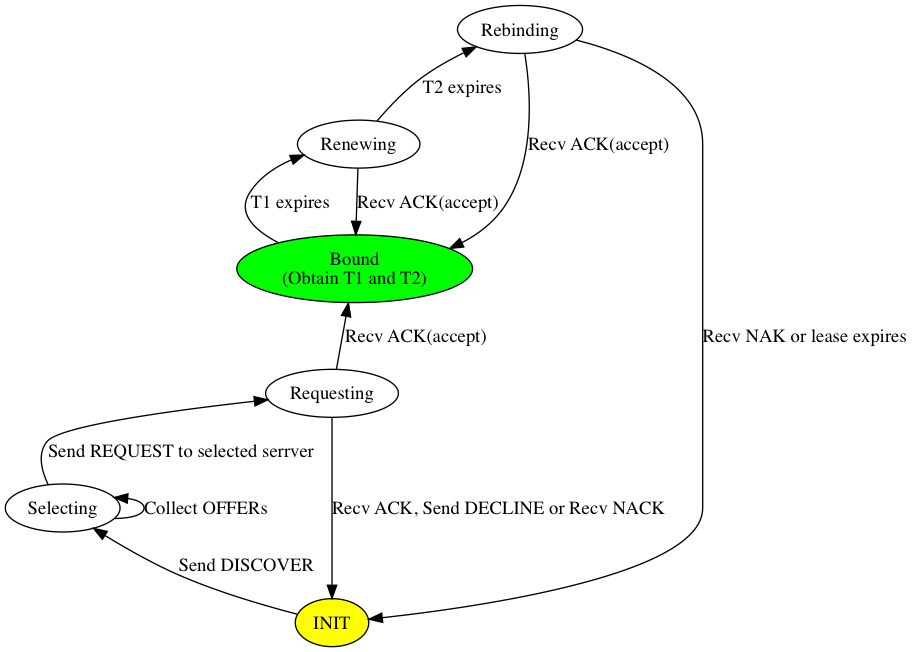 Rebinding
T2 expires
Renewing
Recv ACK(accept)
T1 expires
Recv ACK(accept)
Bound
(Obtain T1 and T2)
Recv ACK(accept)
Recv NAK or lease expires
Requesting
Send REQUEST to selected serrver
Selecting
Collect OFFERs
Recv ACK, Send DECLINE or Recv NACK
Send DISCOVER
INIT